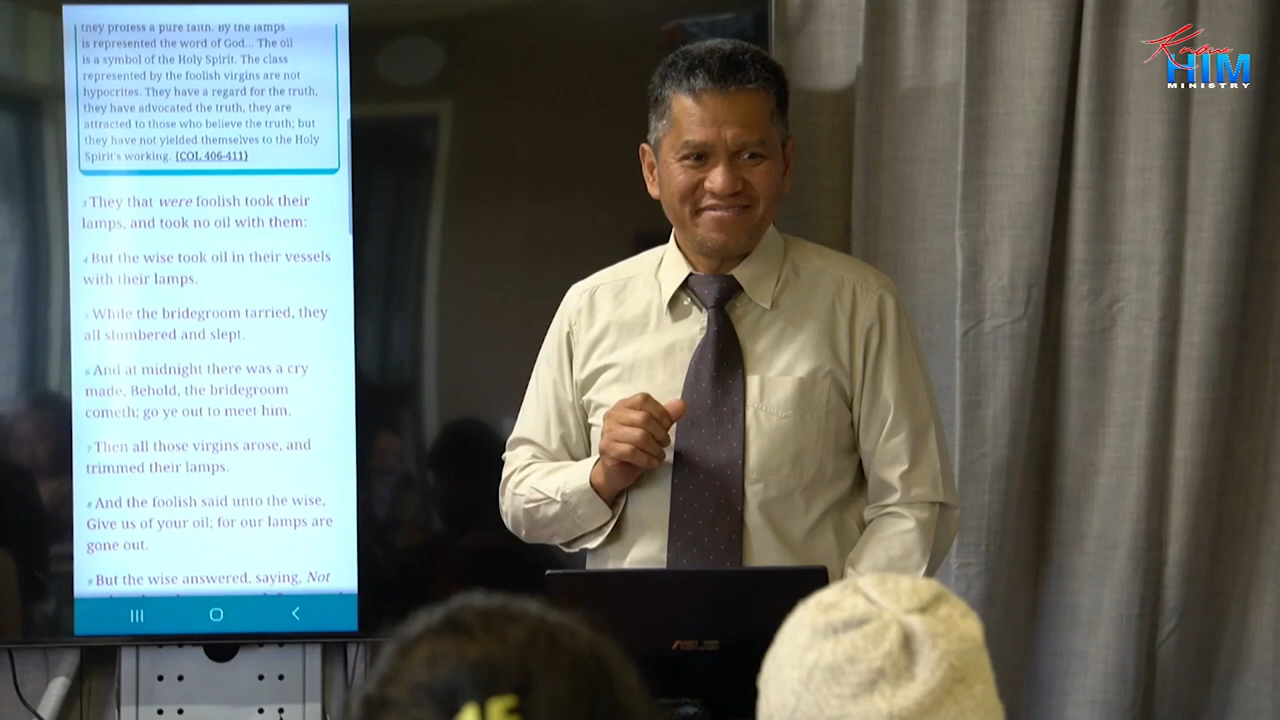 they profess a pure faith. By the lamps
is represented the word of God... The oil
is a symbol of the Holy Spirit. The class
represented by the foolish virgins are not
hypocrites. They have a regard for the truth,
they have advocated the truth, they are
attracted to those who believe the truth; but
they have not yielded themselves to the Holy
Spirit's working. {COL 406-411}
3 They that were foolish took their
lamps, and took no oil with them:
4 But the wise took oil in their vessels
with their lamps.
5 While the bridegroom tarried, they
all slumbered and slept.
6 And at midnight there was a cry
made, Behold, the bridegroom
cometh; go ye out to meet him.
7 Then all those virgins arose, and
trimmed their lamps.
8 And the foolish said unto the wise,
Give us of your oil; for our lamps are
gone out.
9 But the wise answered, saying, Not
Know
HIM
MINISTRY
ASUS